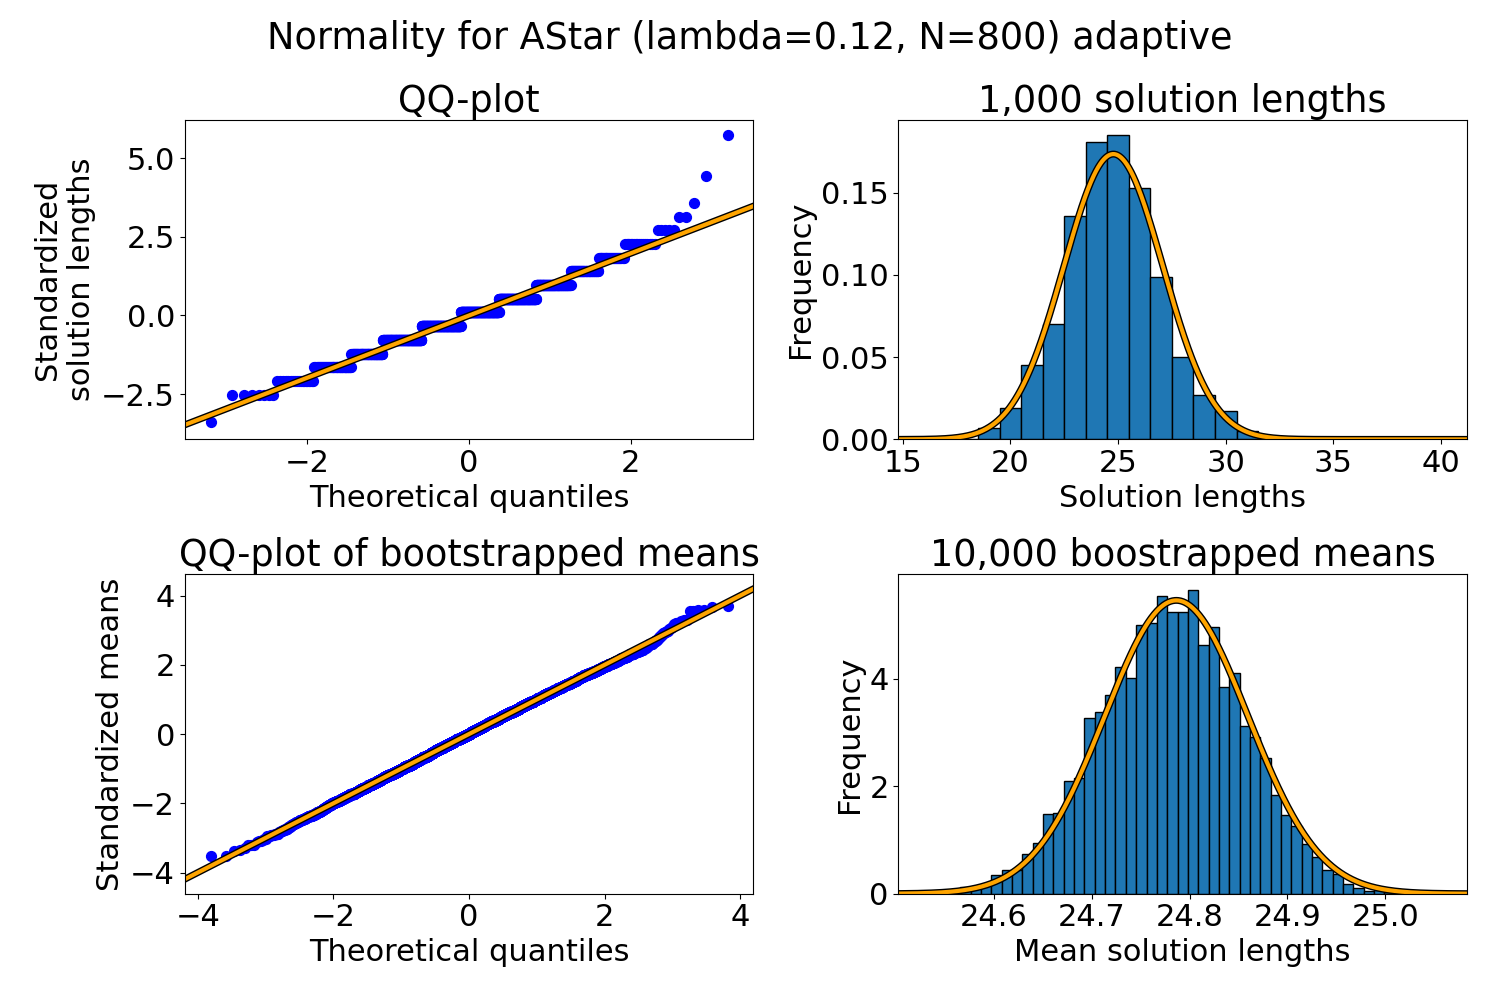 Normality for AStar (lambda=0.12, N=800) adaptive
QQ-plot
Standardized
solution lengths
5.0
2.5
0.0
−2.5
−2
0
2
Theoretical quantiles
1,000 solution lengths
Frequency
0.15
0.10
0.05
0.00
15
20
25
30
35
40
Solution lengths
QQ-plot of bootstrapped means
Standardized means
4
2
0
−2
−4
−4
−2
0
2
4
Theoretical quantiles
10,000 boostrapped means
Frequency
4
2
0
24.6
24.7
24.8
24.9
25.0
Mean solution lengths